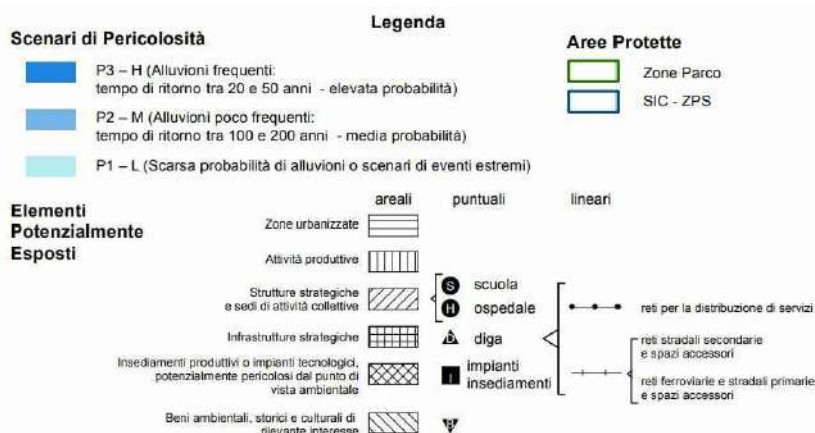 Legenda
Scenari di Pericolosità
P3 – H (Alluvioni frequenti:
tempo di ritorno tra 20 e 50 anni - elevata probabilità)
P2 – M (Alluvioni poco frequenti:
tempo di ritorno tra 100 e 200 anni - media probabilità)
P1 – L (Scarsa probabilità di alluvioni o scenari di eventi estremi)
Aree Protette
Zone Parco
SIC - ZPS
Elementi
Potenzialmente
Esposti
areali
puntuali
lineari
Zone urbanizzate
Attività produttive
Strutture strategiche
e sedi di attività collettive
S scuola
H ospedale
reti per la distribuzione di servizi
Infrastrutture strategiche
D diga
reti stradali secondarie
e spazi accessori
Insediamenti produttivi o impianti tecnologici,
potenzialmente pericolosi dal punto di
vista ambientale
I impianti
insediamenti
reti ferroviarie e stradali primarie
e spazi accessori
Beni ambientali, storici e culturali di
rilevante interesse
B